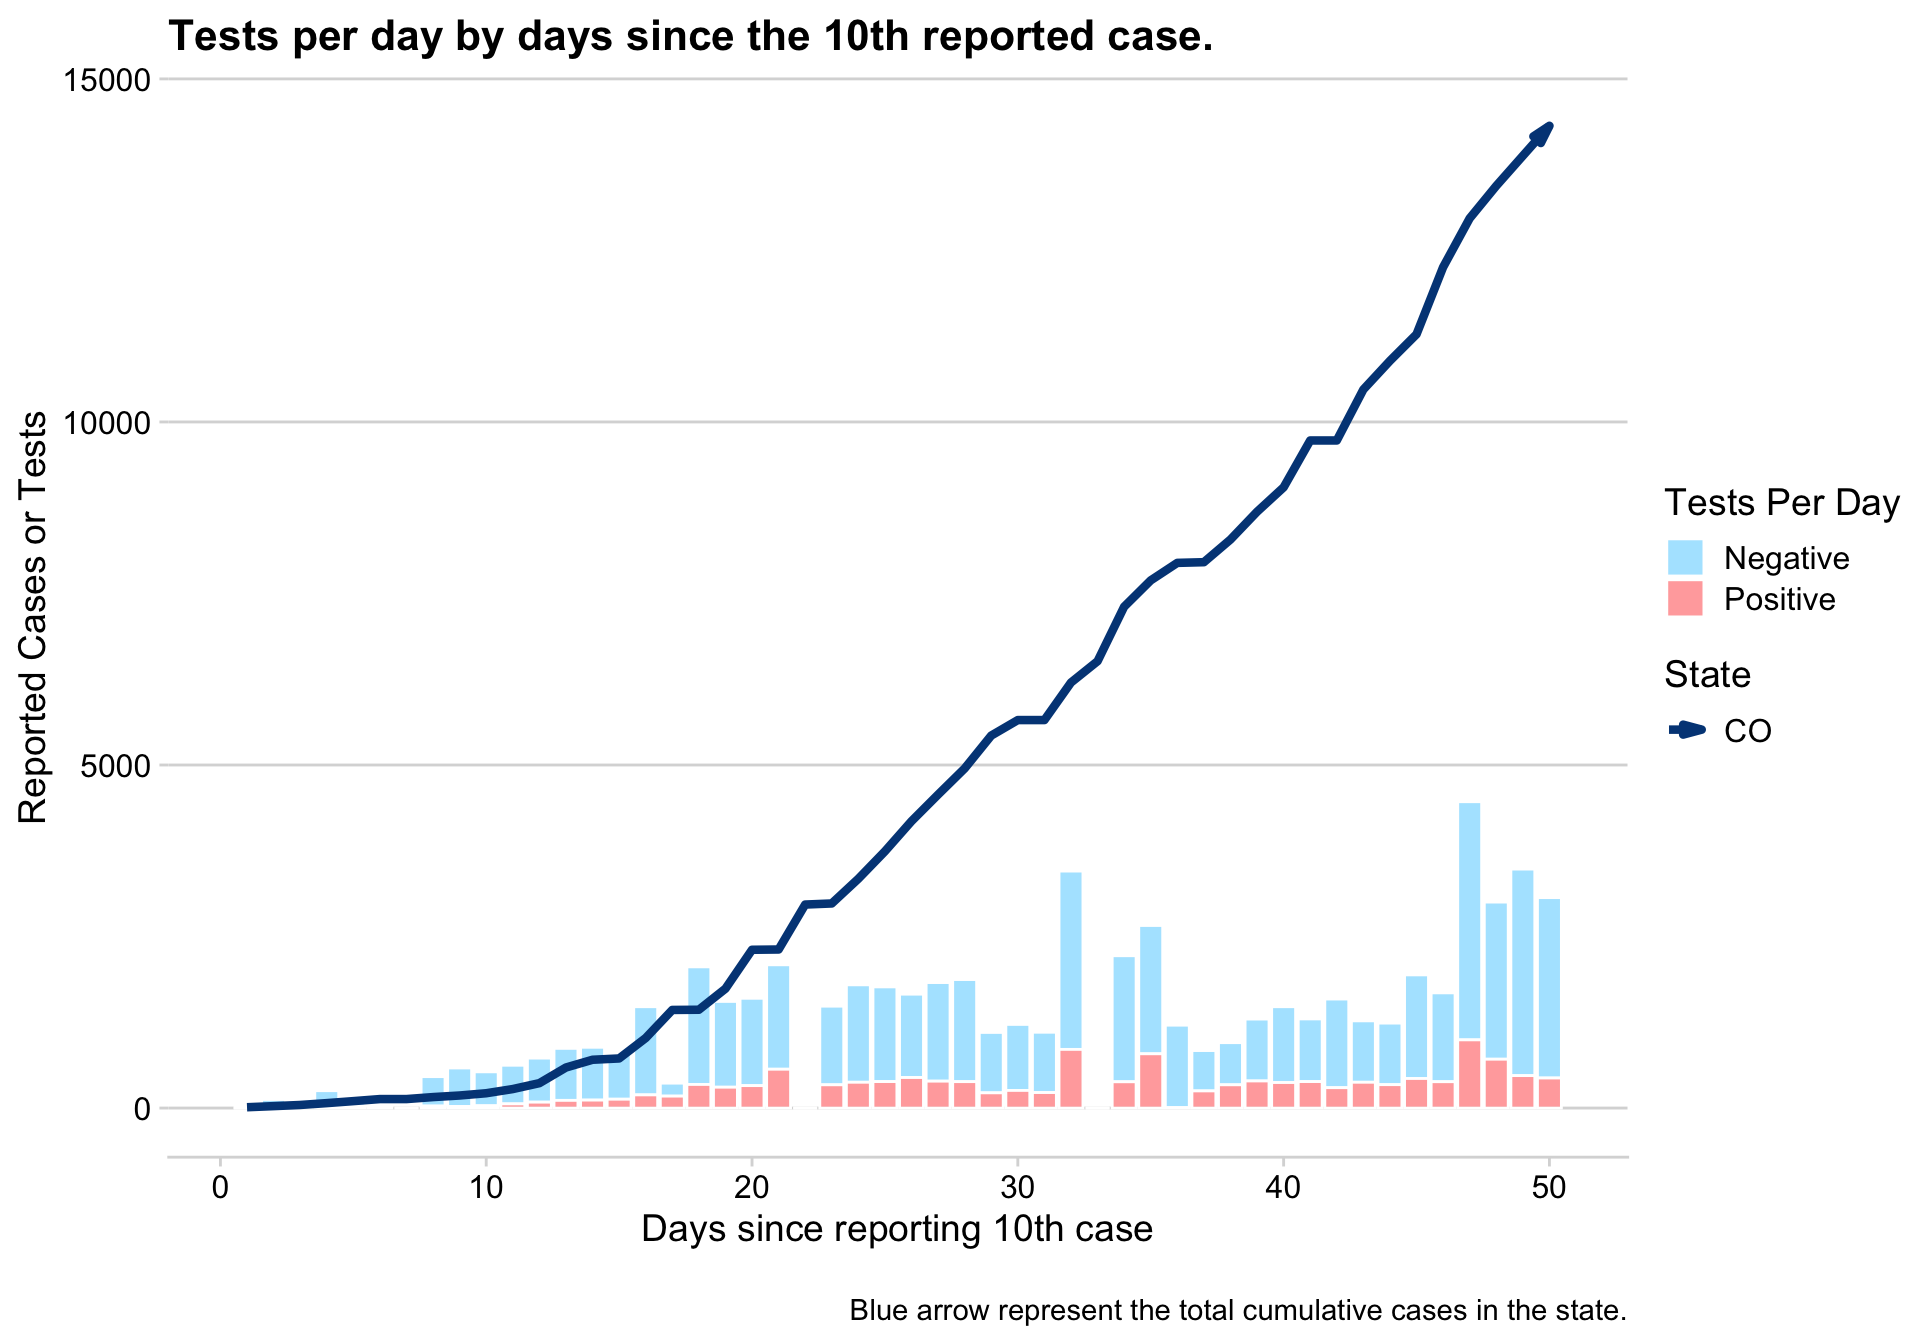 Tests per day by days since the 10th reported case.
15000
10000
5000
0
Reported Cases or Tests
0 10 20 30 40 50
Days since reporting 10th case
Tests Per Day
Negative
Positive
State
CO
Blue arrow represent the total cumulative cases in the state.